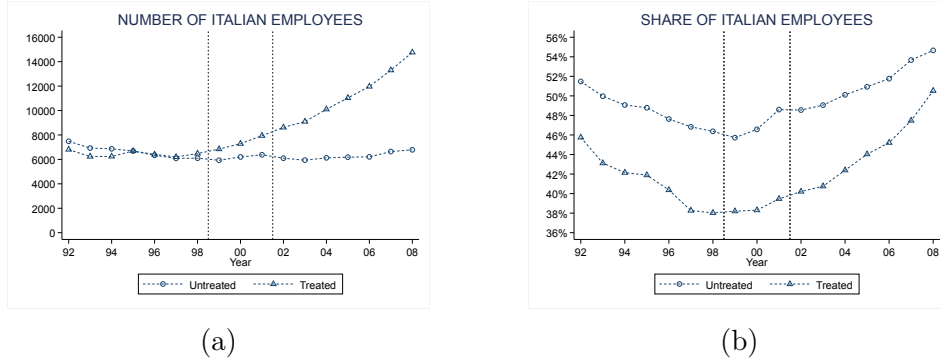 NUMBER OF ITALIAN EMPLOYEES
16000
14000
12000
10000
8000
6000
4000
2000
0
92 94 96 98 00 02 04 06 08
Year
Untreated Treated
(a)
SHARE OF ITALIAN EMPLOYEES
56%
54%
52%
50%
48%
46%
44%
42%
40%
38%
36%
92 94 96 98 00 02 04 06 08
Year
Untreated Treated
(b)